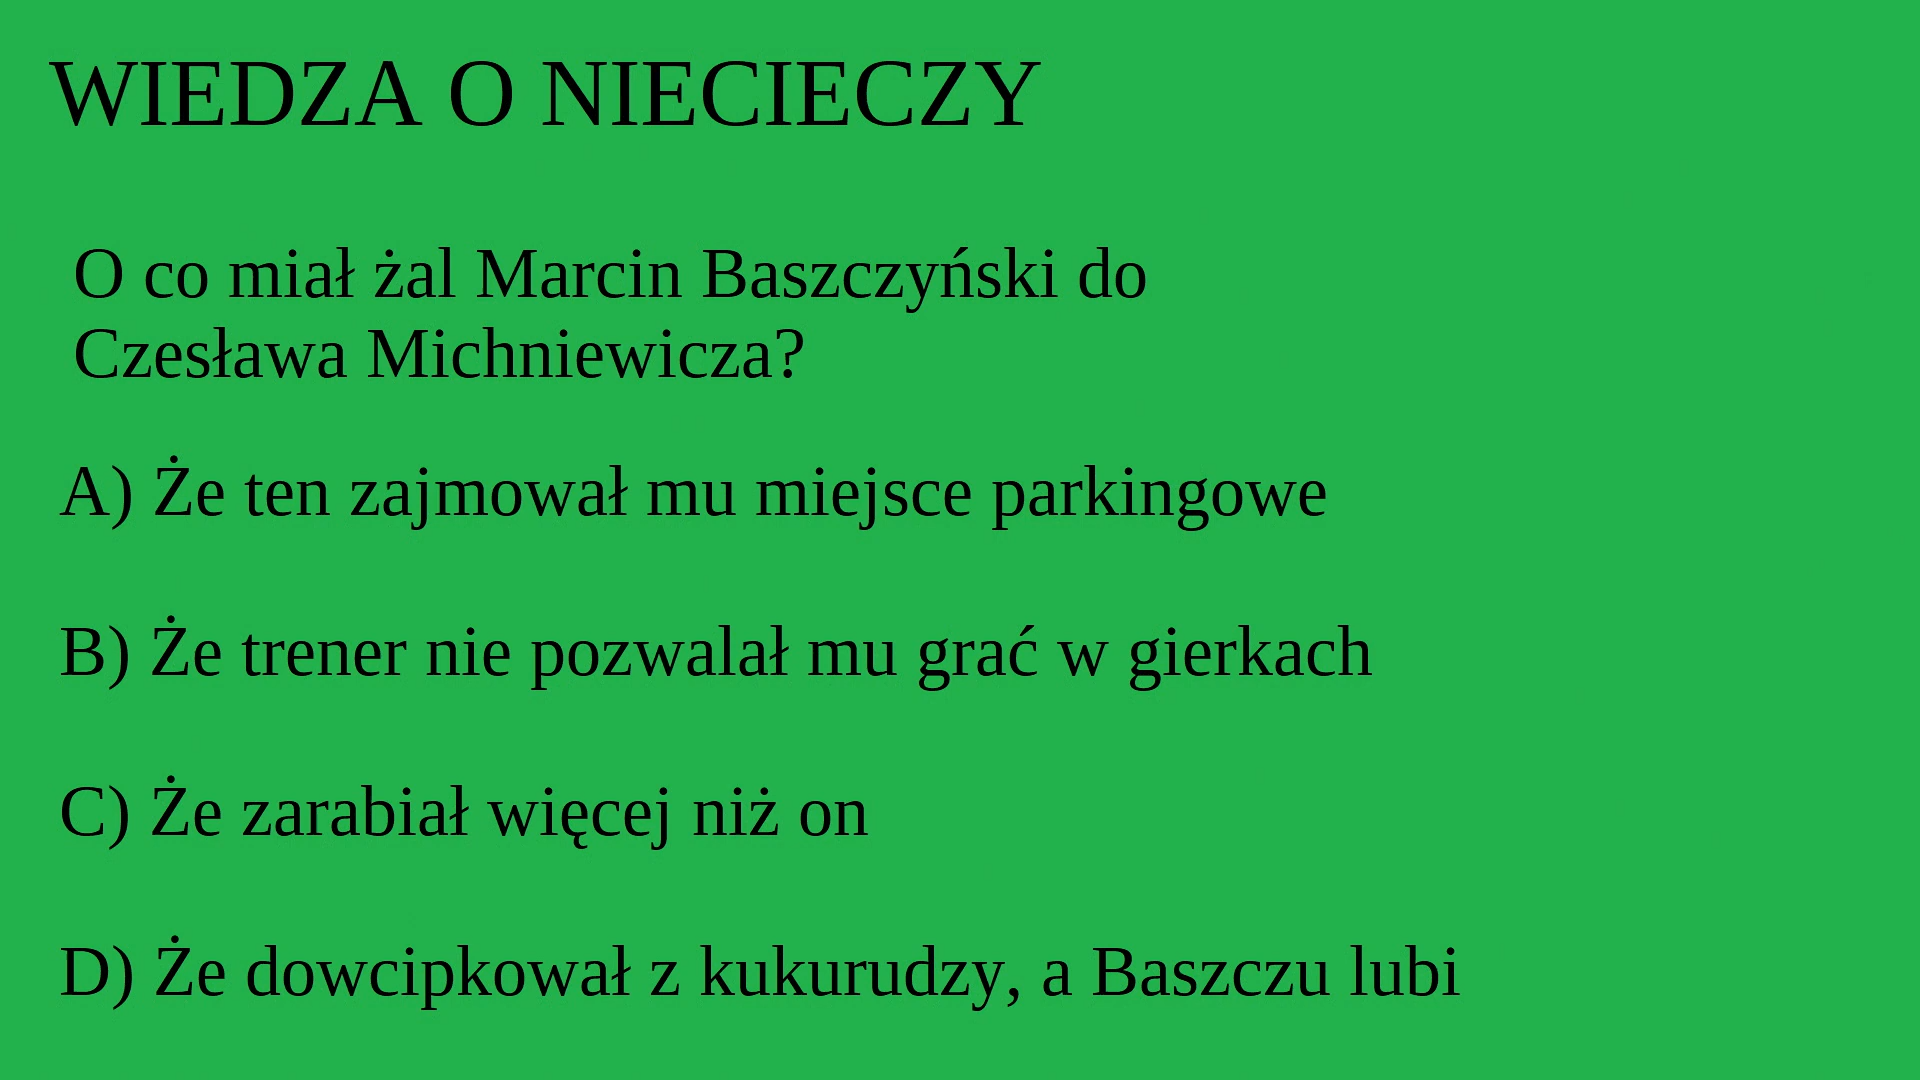 WIEDZA O NIECIECZY
O co miał żal Marcin Baszczyński do
Czesława Michniewicza?
A) Że ten zajmował mu miejsce parkingowe
B) Że trener nie pozwalał mu grać w gierkach
C) Że zarabiał więcej niż on
D) Że dowcipkował z kukurudzy, a Baszczu lubi